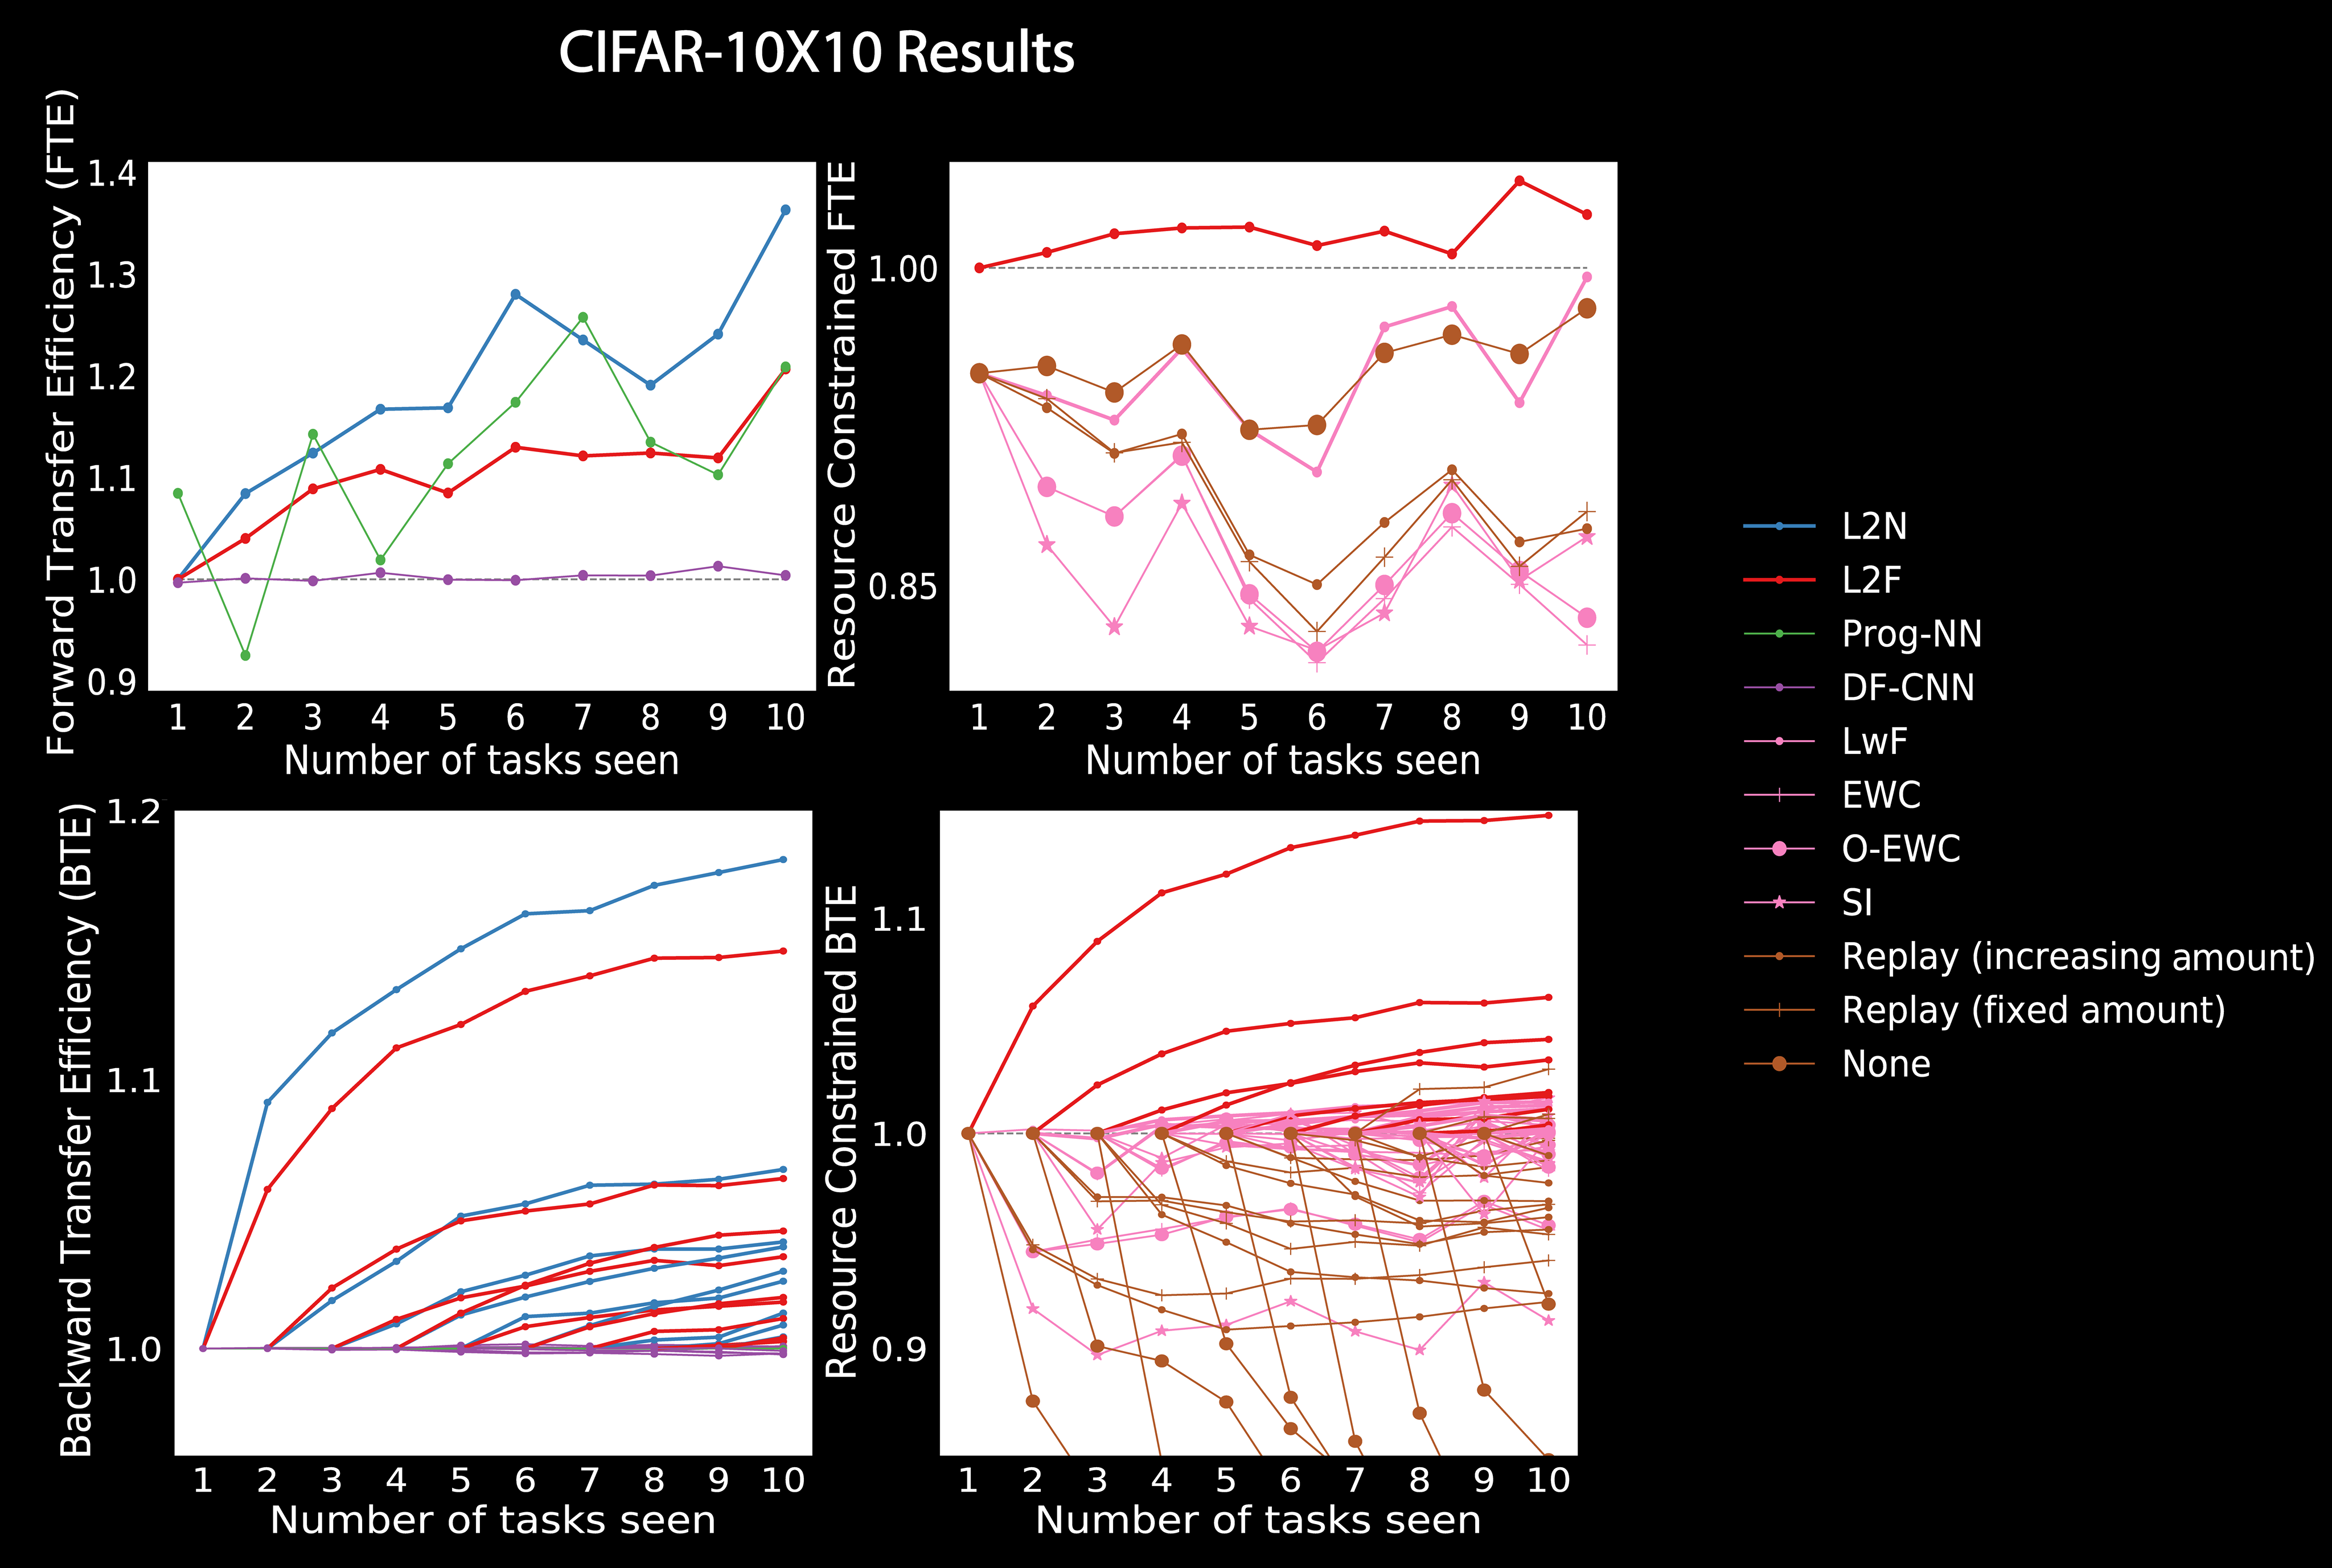 CIFAR-10X10 Results
Forward Transfer Efficiency (FTE)
1.4
1.3
1.2
1.1
1.0
0.9
1 2 3 4 5 6 7 8 9 10
Number of tasks seen
Resource Constrained FTE
1.00
0.85
1 2 3 4 5 6 7 8 9 10
Number of tasks seen
Backward Transfer Efficiency (BTE)
1.2
1.1
1.0
1 2 3 4 5 6 7 8 9 10
Number of tasks seen
Resource Constrained BTE
1.1
1.0
0.9
1 2 3 4 5 6 7 8 9 10
Number of tasks seen
L2N
L2F
Prog-NN
DF-CNN
LwF
EWC
O-EWC
SI
Replay (increasing amount)
Replay (fixed amount)
None